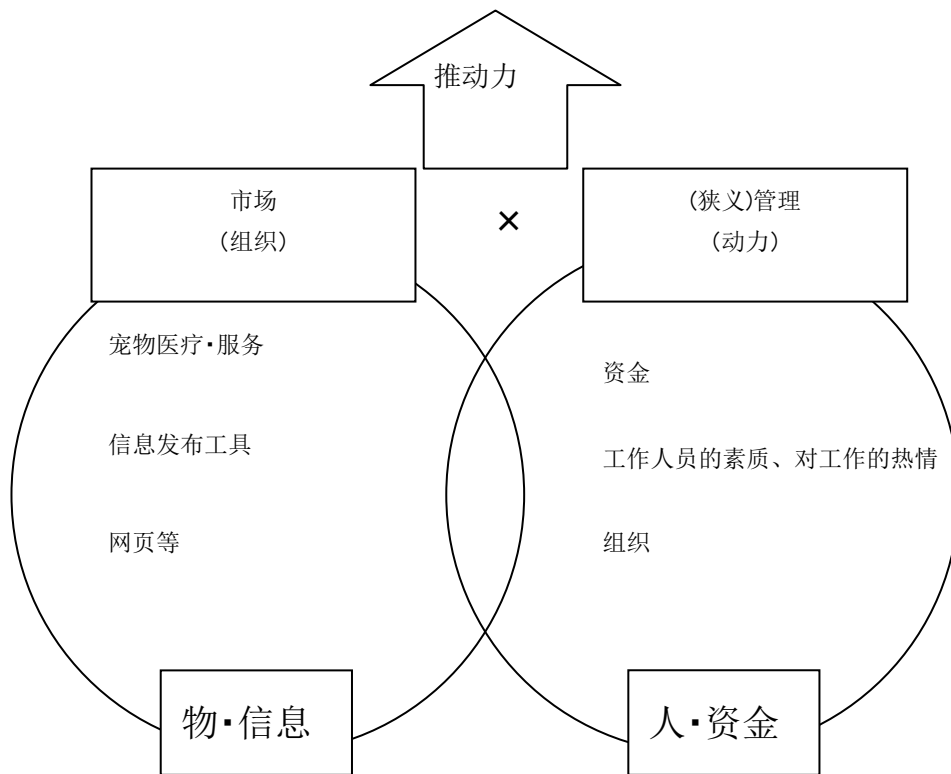 推动力
市场
(组织)
×
(狭义)管理
(动力)
宠物医疗·服务
信息发布工具
网页等
资金
工作人员的素质、对工作的热情
组织
物·信息
人·资金